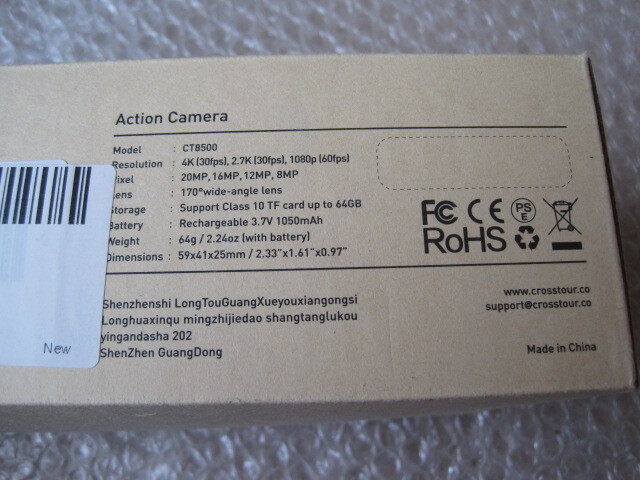 Action Camera
Model : CT8500
Resolution : 4K (30fps), 2.7K (30fps), 1080p (60fps)
Pixel : 20MP,16MP,12MP,8MP
Lens : 170°wide-angle lens
Storage : Support Class 10 TF card up to 64GB
Battery : Rechargeable 3.7V 1050mAh
Weight : 64g / 2.24oz (with battery)
Dimensions : 59x41x25mm / 2.33"x1.61"x0.97"
FC CE PSE
RoHS
Shenzhenshi LongTouGuangXueyouxiangongsi
Longhuaxinqu mingzhijiedao shangtanglukou
yingandasha 202
ShenZhen GuangDong
www.crosstour.co
support@crosstour.co
Made in China
New